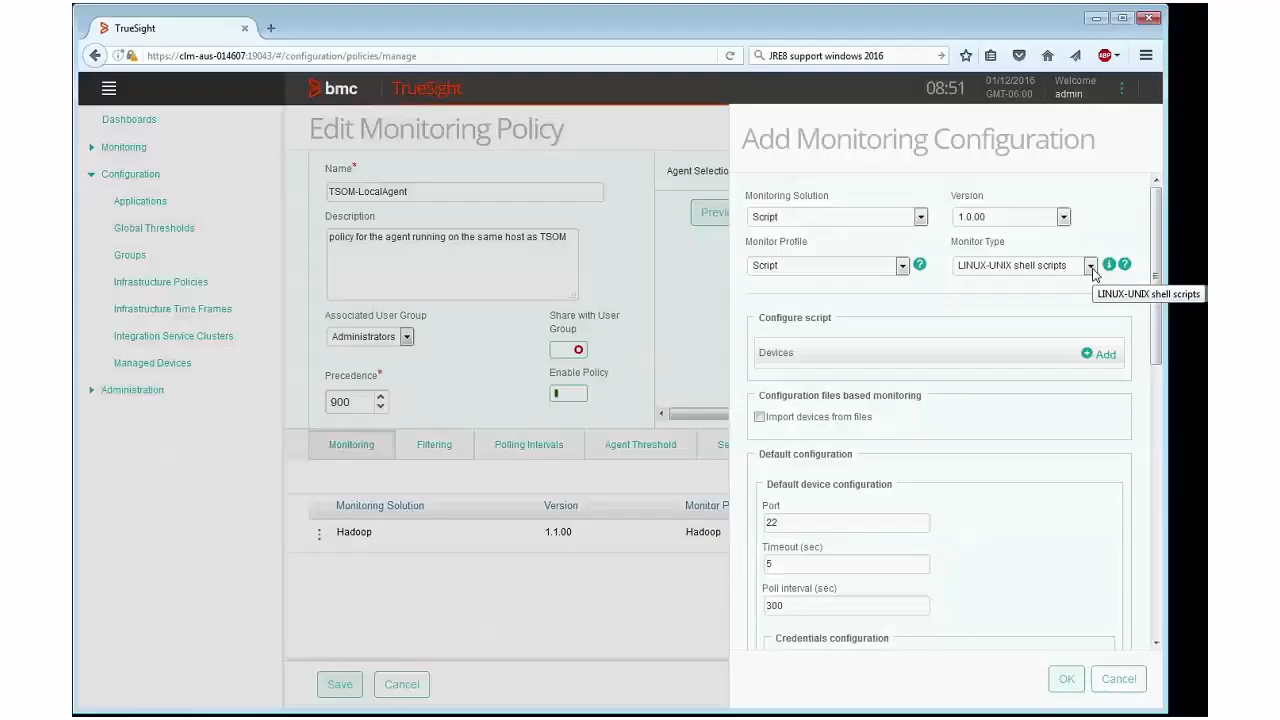 TrueSight
https://clm-aus-014607:19043/#/configuration/policies/manage
JREB support windows 2016
ABP
bmc TrueSight
08:51
01/12/2016
GMT-06:00
Welcome
admin
Dashboards
Monitoring
Configuration
Applications
Global Thresholds
Groups
Infrastructure Policies
Infrastructure Time Frames
Integration Service Clusters
Managed Devices
Administration
Edit Monitoring Policy
Name*
TSOM-LocalAgent
Description
policy for the agent running on the same host as TSOM
Associated User Group
Administrators
Share with User
Group
Precedence*
900
Enable Policy
Agent Selectio
Previ
Monitoring Filtering Polling Intervals Agent Threshold Se
Monitoring Solution Version Monitor P
Hadoop 1.1.00 Hadoop
Save Cancel
Add Monitoring Configuration
Monitoring Solution Version
Script 1.0.00
Monitor Profile Monitor Type
Script LINUX-UNIX shell scripts
LINUX-UNIX shell scripts
Configure script
Devices Add
Configuration files based monitoring
Import devices from files
Default configuration
Default device configuration
Port
22
Timeout (sec)
5
Poll interval (sec)
300
Credentials configuration
OK Cancel